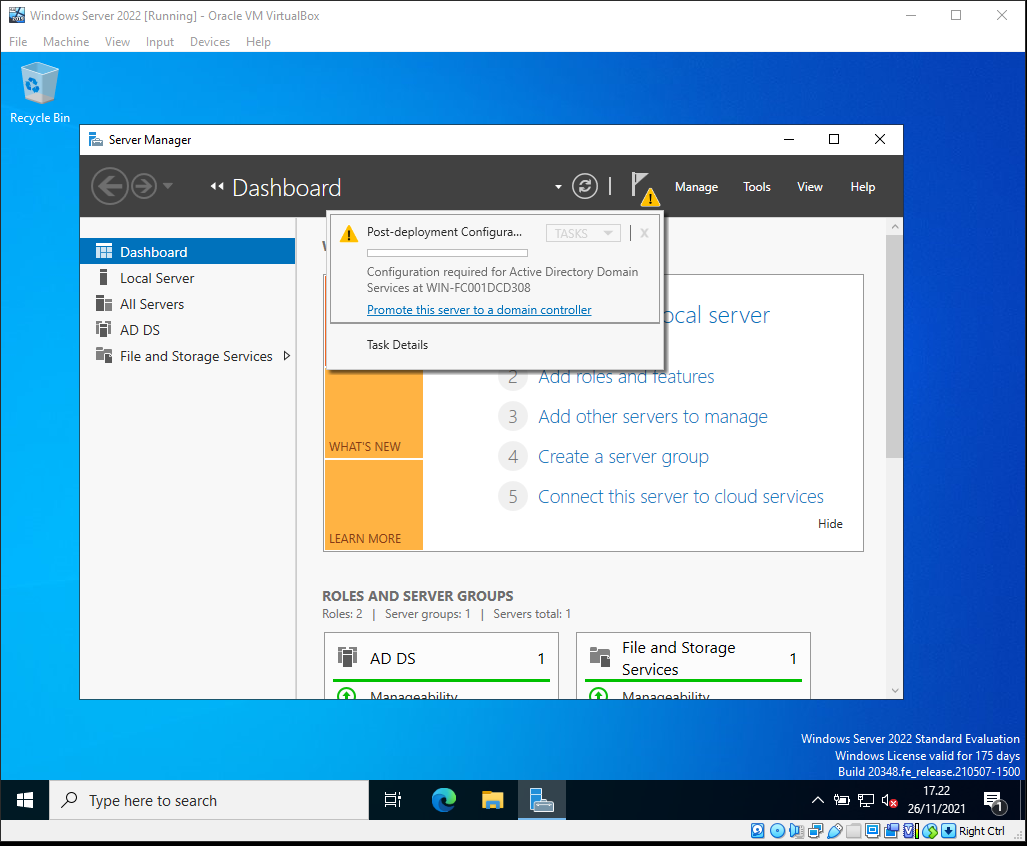 Windows Server 2022 [Running] - Oracle VM VirtualBox
File Machine View Input Devices Help
Recycle Bin
Server Manager
Dashboard
Manage Tools View Help
Dashboard
Local Server
All Servers
AD DS
File and Storage Services
Post-deployment Configura...
TASKS
X
Configuration required for Active Directory Domain
Services at WIN-FC001DCD308
Promote this server to a domain controller
Task Details
ocal server
2 Add roles and features
3 Add other servers to manage
4 Create a server group
5 Connect this server to cloud services
WHAT'S NEW
LEARN MORE
Hide
ROLES AND SERVER GROUPS
Roles: 2 | Server groups: 1 | Servers total: 1
AD DS 1
Manageability
File and Storage
Services 1
Manageability
Windows Server 2022 Standard Evaluation
Windows License valid for 175 days
Build 20348.fe_release.210507-1500
Type here to search
17.22
26/11/2021
1
Right Ctrl